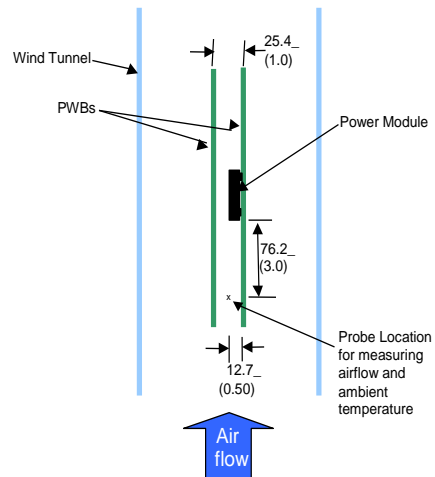 25.4_
(1.0)
Wind Tunnel
PWBs
Power Module
76.2_
(3.0)
x
Probe Location
for measuring
airflow and
ambient
temperature
12.7_
(0.50)
Air
flow